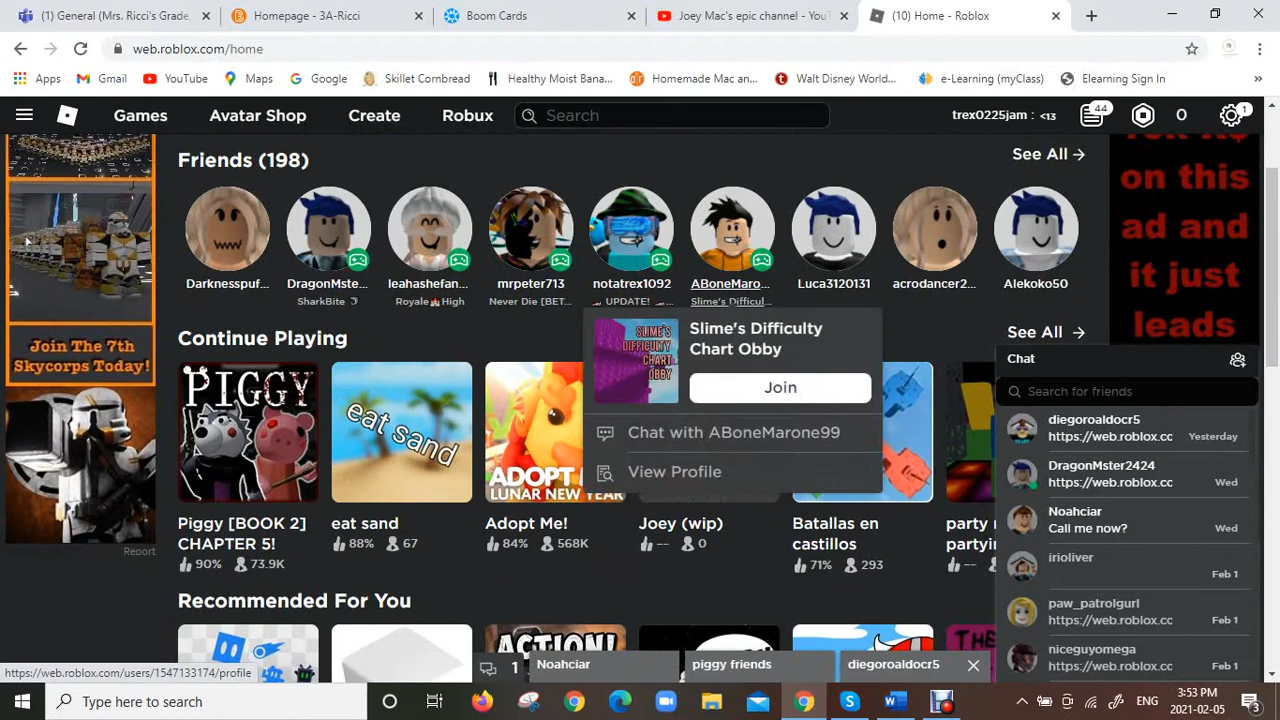 (1) General (Mrs. Ricci's Grade
Homepage - 3A-Ricci
Boom Cards
Joey Mac's epic channel - YouT
(10) Home - Roblox
web.roblox.com/home
Apps
Gmail
YouTube
Maps
Google
Skillet Cornbread
Healthy Moist Bana...
Homemade Mac an...
Walt Disney World...
e-Learning (myClass)
Elearning Sign In
Games
Avatar Shop
Create
Robux
Search
trex0225jam : <13
44
0
1
Friends (198)
See All
Darknesspuf...
DragonMste...
SharkBite
leahashefan...
Royale High
mrpeter713
Never Die [BET...
notatrex1092
UPDATE!
ABoneMaro...
Slime's Difficul...
Luca3120131
acrodancer2...
Alekoko50
on this
ad and
it just
leads
Join The 7th
Skycorps Today!
Report
Slime's Difficulty
Chart Obby
SLIME'S
DIFFICULTY
CHART
OBBY
Join
Chat with ABoneMarone99
View Profile
Continue Playing
See All
PIGGY
eat sand
ADOPT ME!
LUNAR NEW YEAR
Piggy [BOOK 2]
CHAPTER 5!
90% 73.9K
eat sand
88% 67
Adopt Me!
84% 568K
Joey (wip)
-- 0
Batallas en
castillos
71% 293
party
partyin
--
Recommended For You
ACTION!
Chat
Search for friends
diegoroaldocr5
https://web.roblox.cc Yesterday
DragonMster2424
https://web.roblox.cc Wed
Noahciar
Call me now? Wed
irioliver
Feb 1
paw_patrolgurl
https://web.roblox.cc Feb 1
niceguyomega
https://web.roblox.cc Feb 1
1
Noahciar
piggy friends
diegoroaldocr5
https://web.roblox.com/users/1547133174/profile
Type here to search
ENG
3:53 PM
2021-02-05
3